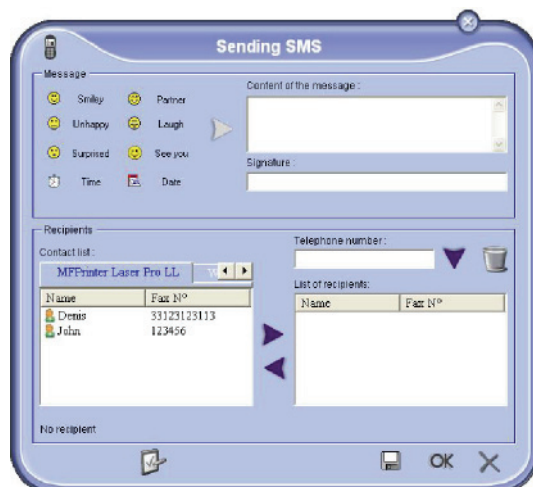 Sending SMS
Message
Smiley Partner
Unhappy Laugh
Surprised See you
Time Date
Content of the message :
Signature :
Recipients
Contact list :
MFPrinter Laser Pro LL
Name Fax Nº
Denis 33123123113
John 123456
No recipient
Telephone number :
List of recipients:
Name Fax Nº
OK